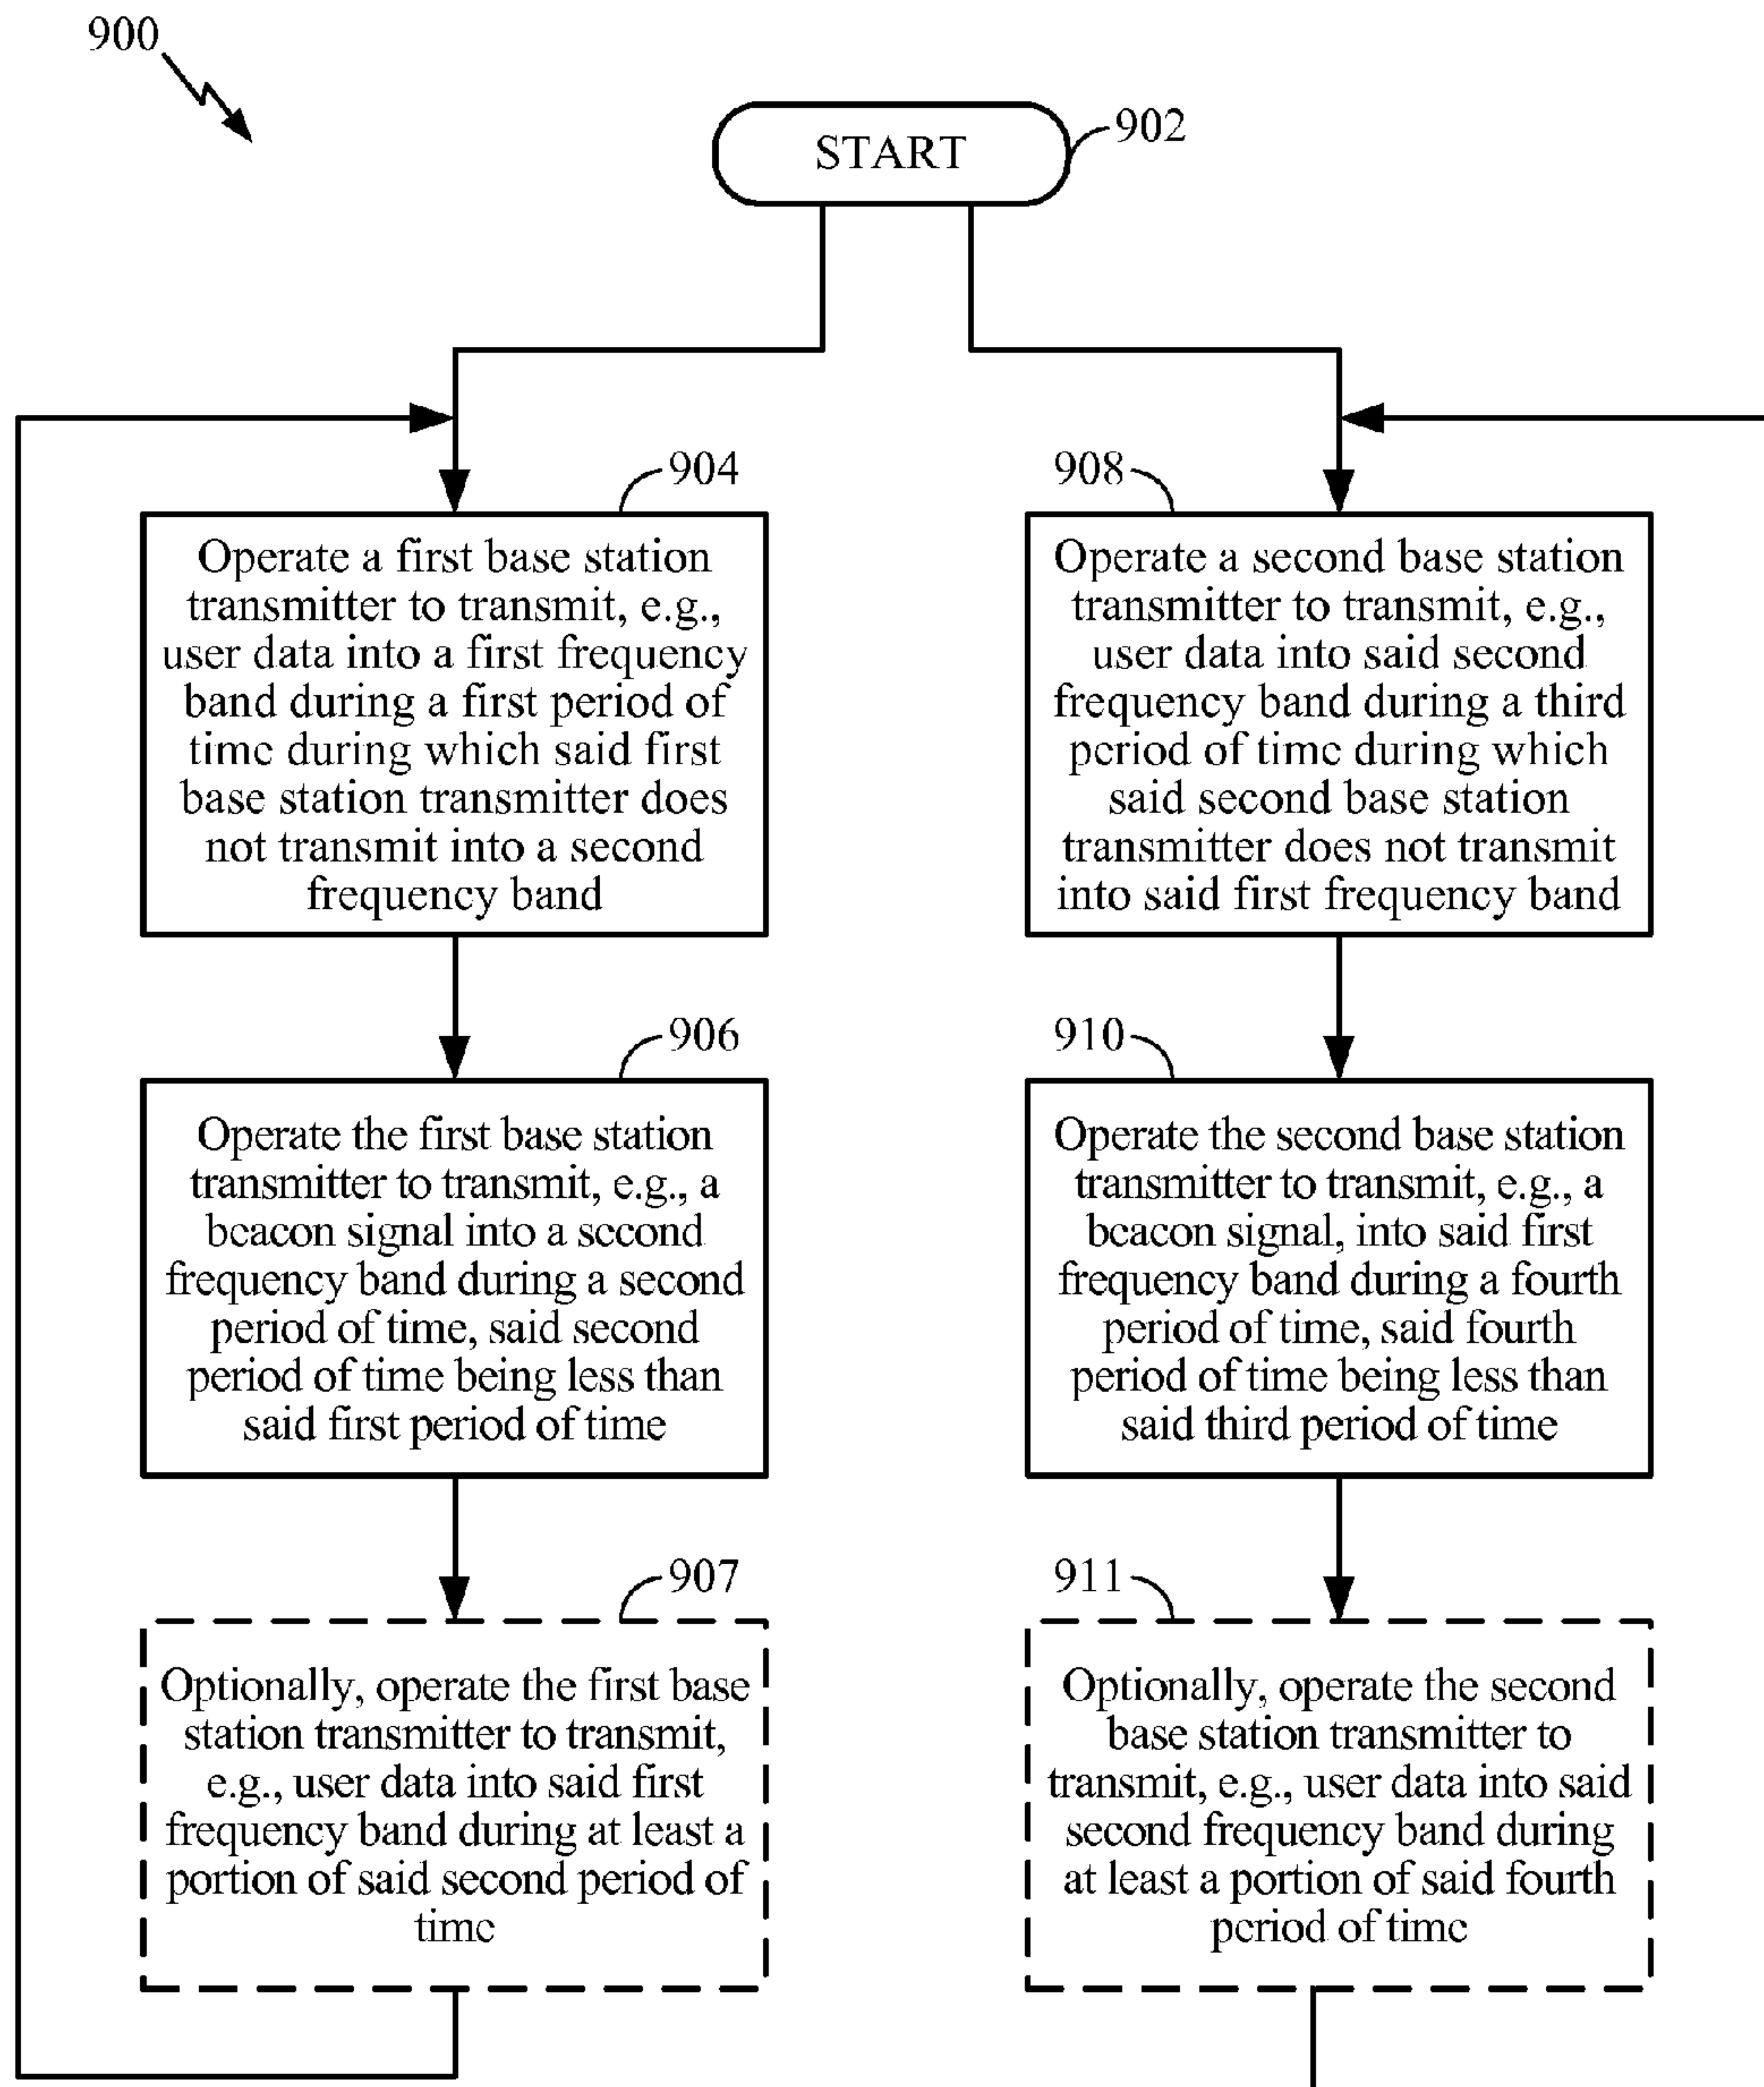 900
START
902
904
Operate a first base station
transmitter to transmit, e.g.,
user data into a first frequency
band during a first period of
time during which said first
base station transmitter does
not transmit into a second
frequency band
908
Operate a second base station
transmitter to transmit, e.g.,
user data into said second
frequency band during a third
period of time during which
said second base station
transmitter does not transmit
into said first frequency band
906
Operate the first base station
transmitter to transmit, e.g., a
beacon signal into a second
frequency band during a second
period of time, said second
period of time being less than
said first period of time
910
Operate the second base station
transmitter to transmit, e.g., a
beacon signal, into said first
frequency band during a fourth
period of time, said fourth
period of time being less than
said third period of time
907
Optionally, operate the first base
station transmitter to transmit,
e.g., user data into said first
frequency band during at least a
portion of said second period of
time
911
Optionally, operate the second
base station transmitter to
transmit, e.g., user data into said
second frequency band during
at least a portion of said fourth
period of time